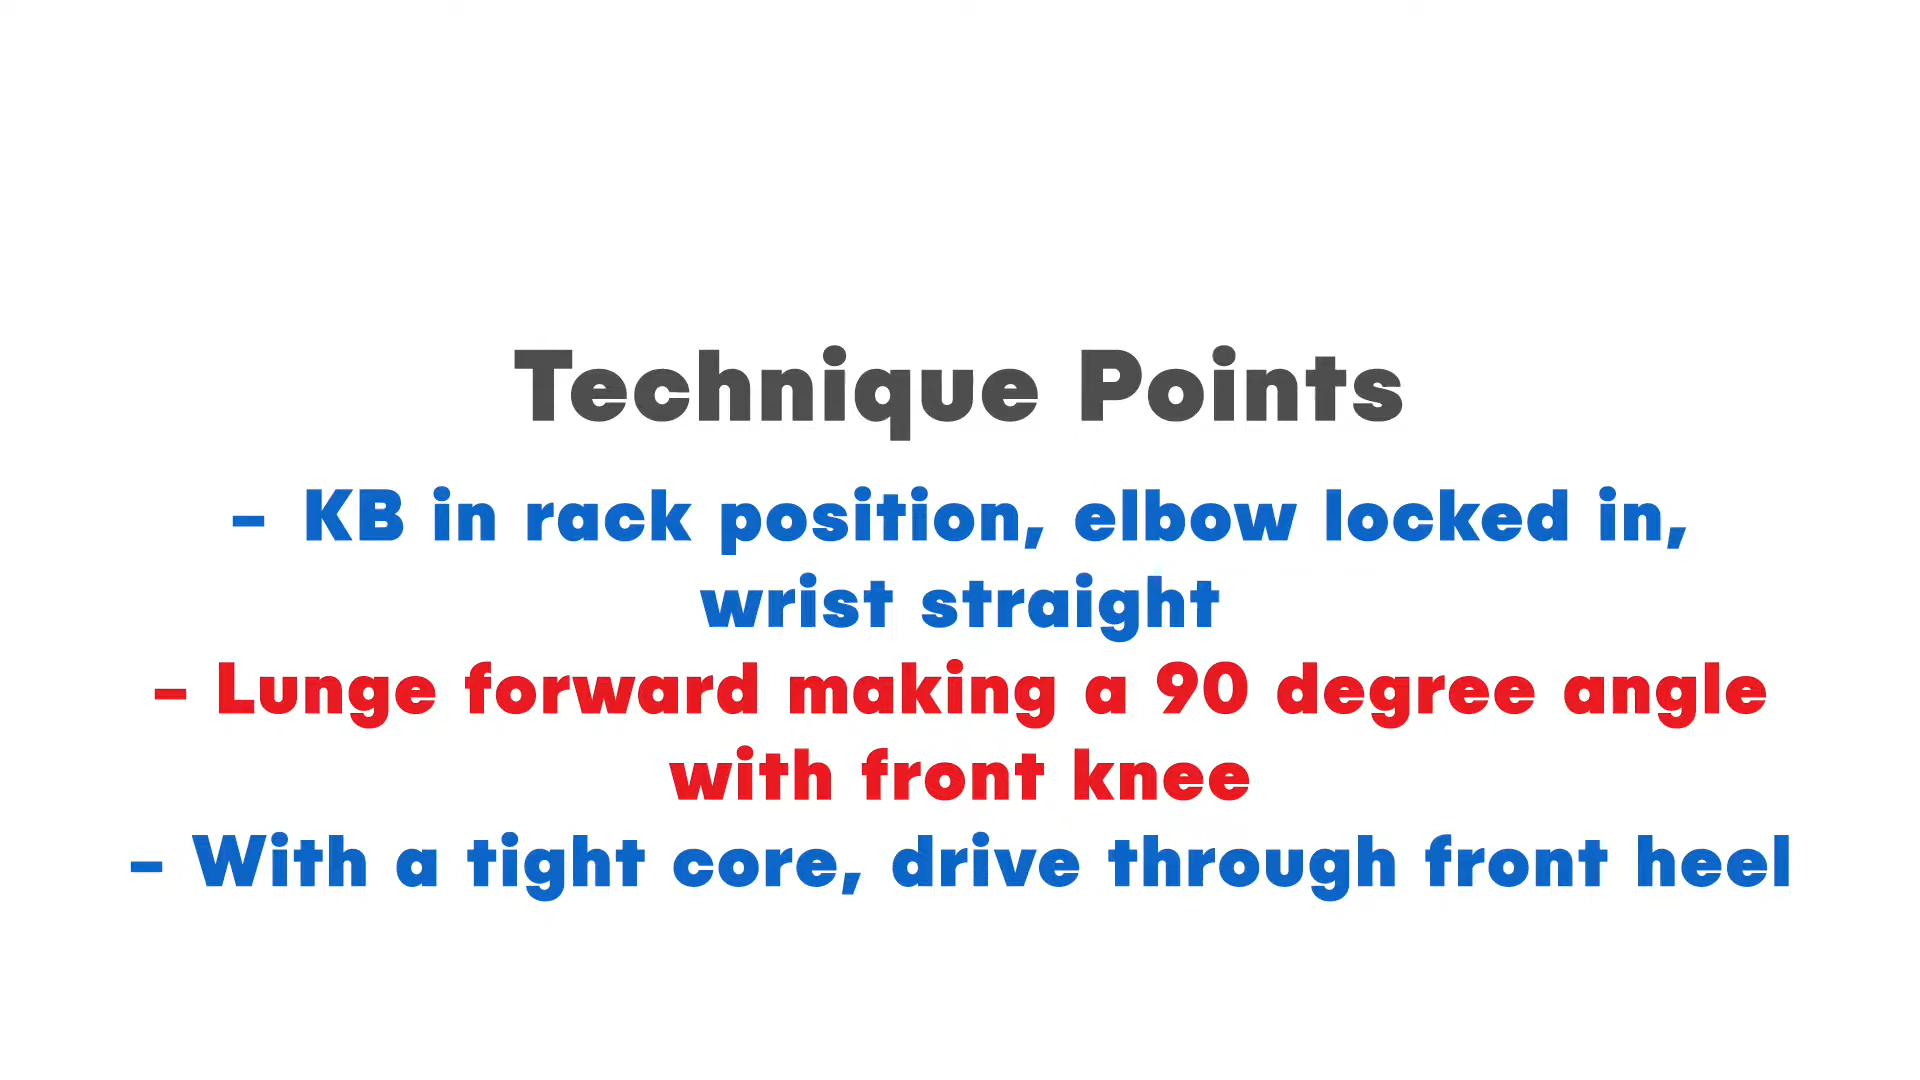 Technique Points
- KB in rack position, elbow locked in,
wrist straight
- Lunge forward making a 90 degree angle
with front knee
- With a tight core, drive through front heel